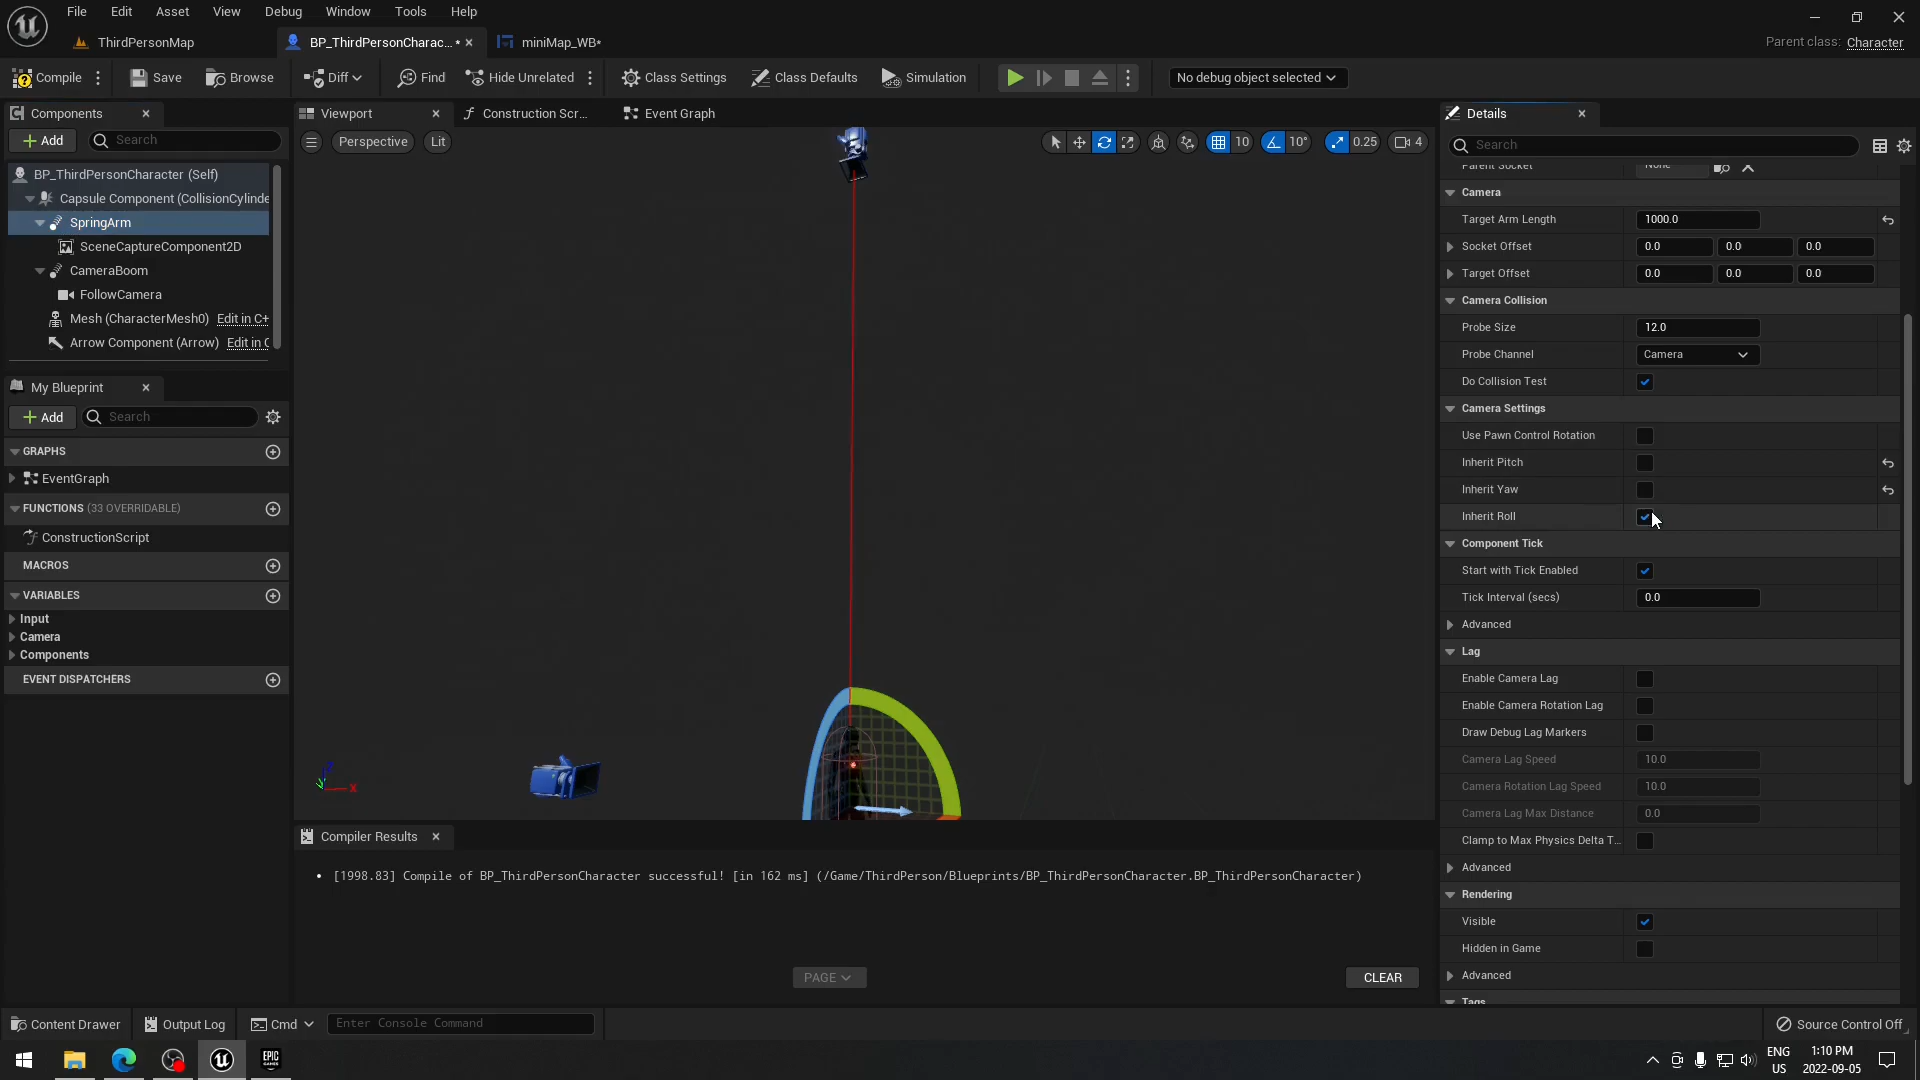 File Edit Asset View Debug Window Tools Help
ThirdPersonMap
BP_ThirdPersonCharac... *
miniMap_WB*
Parent class: Character
Compile
Save
Browse
Diff
Find
Hide Unrelated
Class Settings
Class Defaults
Simulation
No debug object selected
Components
Add
Search
BP_ThirdPersonCharacter (Self)
Capsule Component (CollisionCylinde
SpringArm
SceneCaptureComponent2D
CameraBoom
FollowCamera
Mesh (CharacterMesh0) Edit in C+
Arrow Component (Arrow) Edit in C
My Blueprint
Add
Search
GRAPHS
EventGraph
FUNCTIONS (33 OVERRIDABLE)
ConstructionScript
MACROS
VARIABLES
Input
Camera
Components
EVENT DISPATCHERS
Viewport
Construction Scr...
Event Graph
Perspective
Lit
10
10°
0.25
4
Z
X
Compiler Results
[1998.83] Compile of BP_ThirdPersonCharacter successful! [in 162 ms] (/Game/ThirdPerson/Blueprints/BP_ThirdPersonCharacter.BP_ThirdPersonCharacter)
PAGE
CLEAR
Details
Search
Parent Socket None
Camera
Target Arm Length 1000.0
Socket Offset 0.0 0.0 0.0
Target Offset 0.0 0.0 0.0
Camera Collision
Probe Size 12.0
Probe Channel Camera
Do Collision Test
Camera Settings
Use Pawn Control Rotation
Inherit Pitch
Inherit Yaw
Inherit Roll
Component Tick
Start with Tick Enabled
Tick Interval (secs) 0.0
Advanced
Lag
Enable Camera Lag
Enable Camera Rotation Lag
Draw Debug Lag Markers
Camera Lag Speed 10.0
Camera Rotation Lag Speed 10.0
Camera Lag Max Distance 0.0
Clamp to Max Physics Delta T...
Advanced
Rendering
Visible
Hidden in Game
Advanced
Tags
Content Drawer
Output Log
Cmd
Enter Console Command
Source Control Off
EPIC GAMES
ENG
US
1:10 PM
2022-09-05